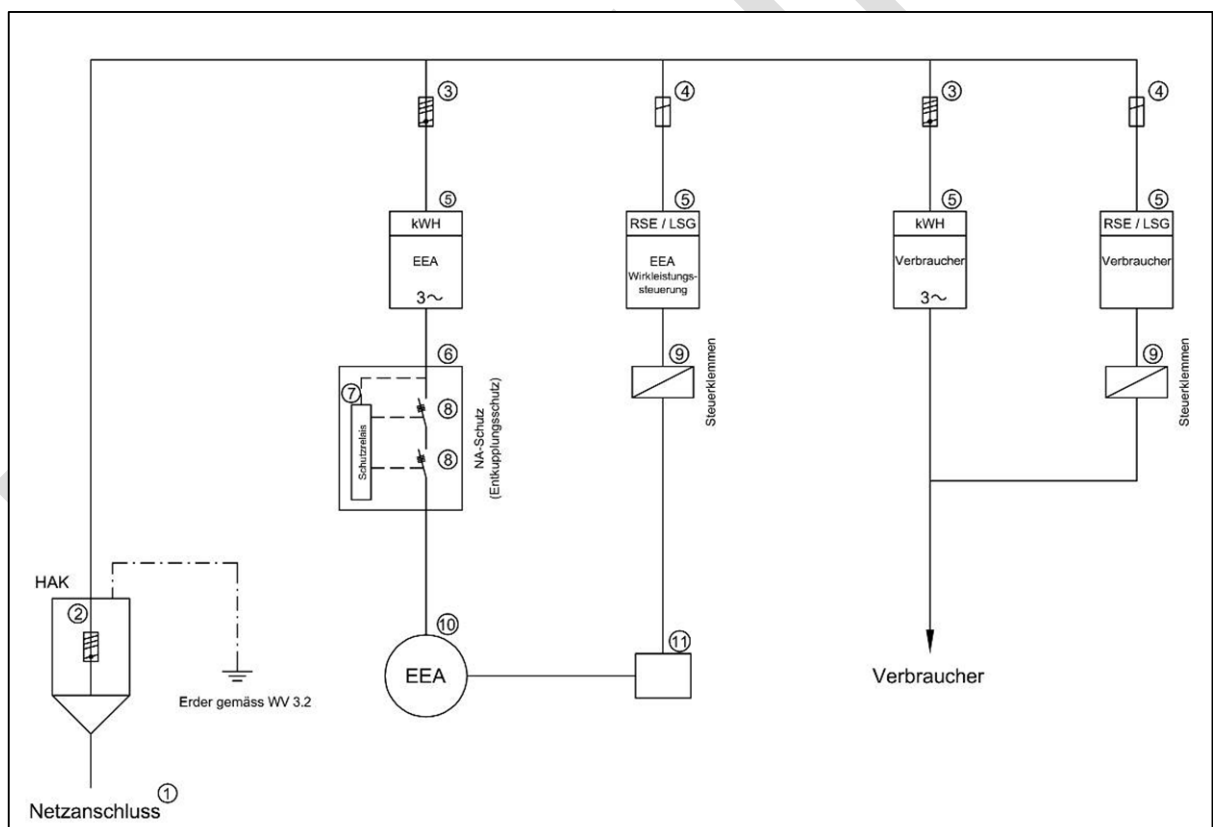 ③
④
③
④
⑤
⑤
⑤
⑤
kWH
RSE / LSG
kWH
RSE / LSG
EEA
3∼
EEA
Wirkleistungs-
steuerung
Verbraucher
3∼
Verbraucher
⑥
⑦
Schutzrelais
⑧
⑧
NA-Schutz
(Entkupplungsschutz)
⑨
Steuerklemmen
⑨
Steuerklemmen
HAK
②
Erder gemäss WV 3.2
⑩
EEA
⑪
Verbraucher
Netzanschluss ①